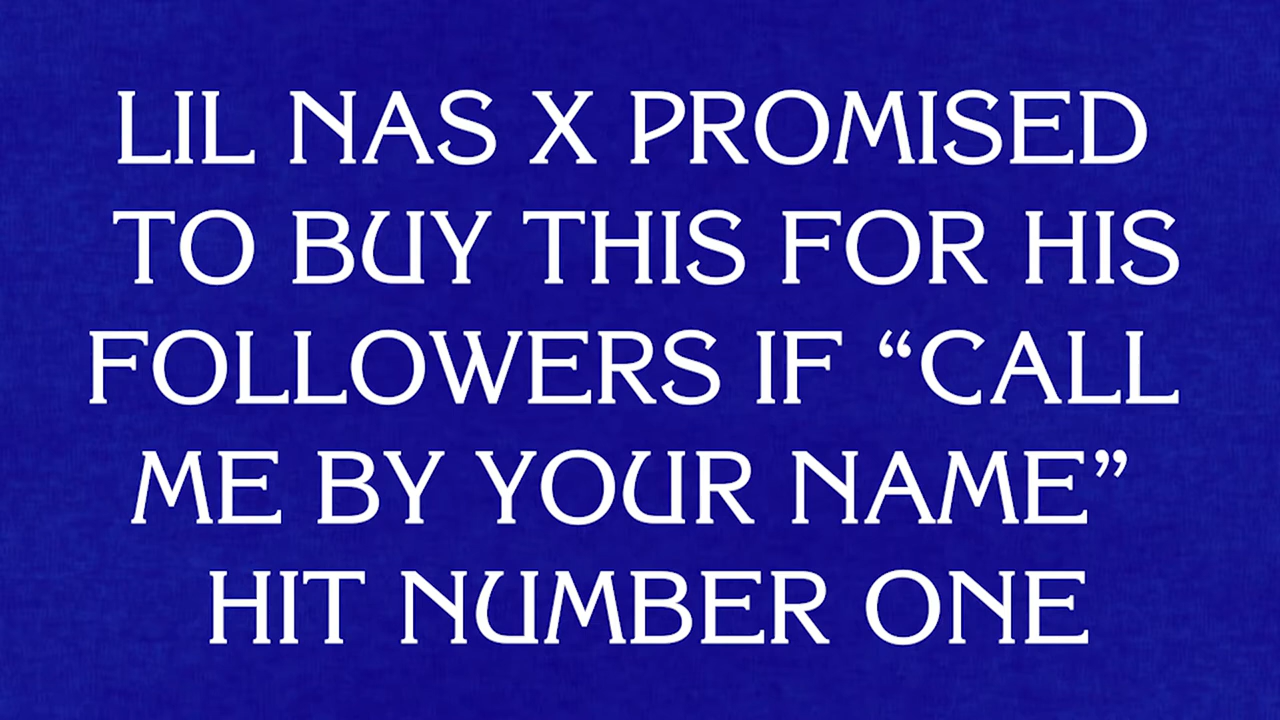 LIL NAS X PROMISED
TO BUY THIS FOR HIS
FOLLOWERS IF “CALL
ME BY YOUR NAME”
HIT NUMBER ONE